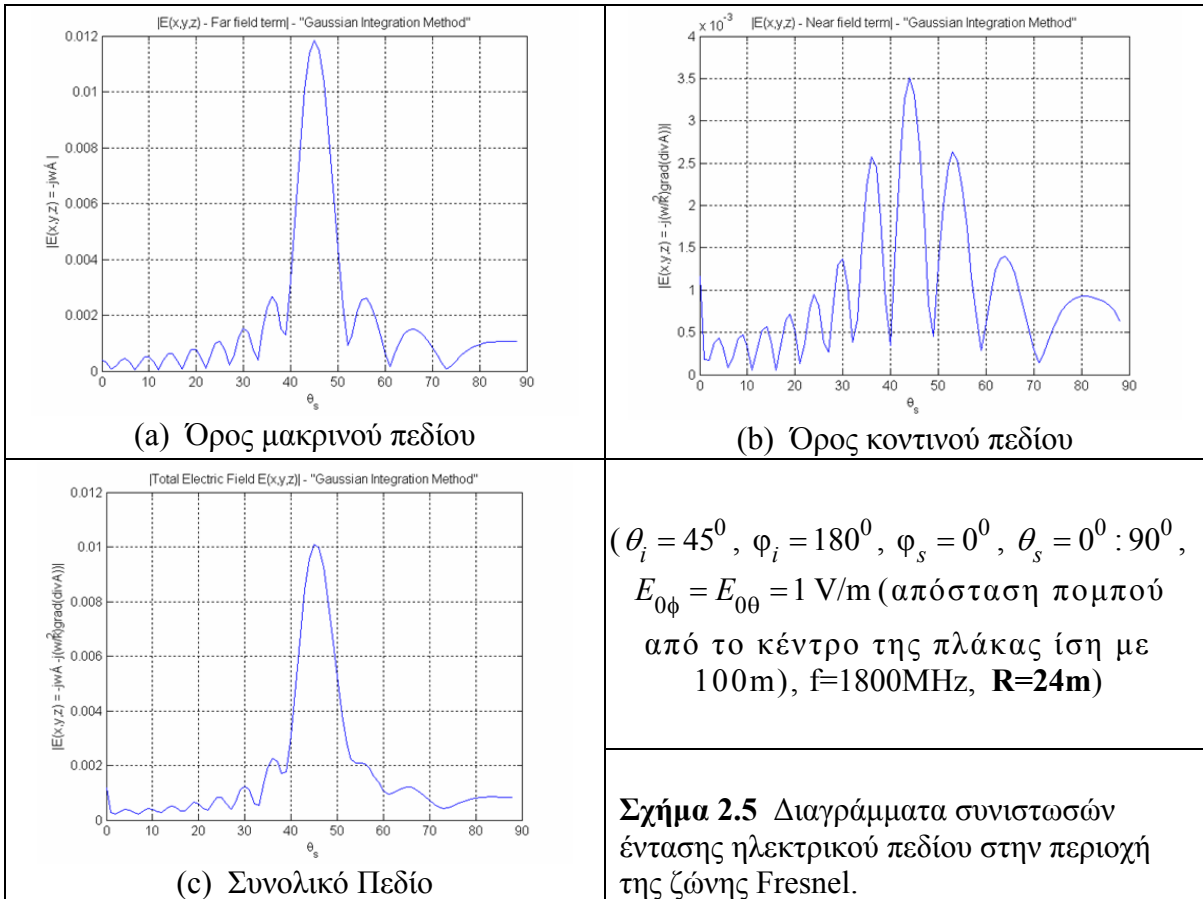 |E(x,y,z) - Far field term| - "Gaussian Integration Method"
0.012
0.01
0.008
0.006
0.004
0.002
0
|E(x,y,z) = -jwÁ |
0 10 20 30 40 50 60 70 80 90
θs
(a) Όρος μακρινού πεδίου
|E(x,y,z) - Near field term| - "Gaussian Integration Method"
x 10⁻³
4
3.5
3
2.5
2
1.5
1
0.5
0
|E(x,y,z) = -j(w/k²)grad(divA))|
0 10 20 30 40 50 60 70 80 90
θs
(b) Όρος κοντινού πεδίου
|Total Electric Field E(x,y,z)| - "Gaussian Integration Method"
0.012
0.01
0.008
0.006
0.004
0.002
0
|E(x,y,z) = -jwÁ -j(w/k²)grad(divA))|
0 10 20 30 40 50 60 70 80 90
θs
(c) Συνολικό Πεδίο
(θi = 45⁰, φi = 180⁰, φs = 0⁰, θs = 0⁰ : 90⁰,
E0φ = E0θ = 1 V/m (απόσταση πομπού
από το κέντρο της πλάκας ίση με
100m), f=1800MHz, R=24m)
Σχήμα 2.5 Διαγράμματα συνιστωσών
έντασης ηλεκτρικού πεδίου στην περιοχή
της ζώνης Fresnel.